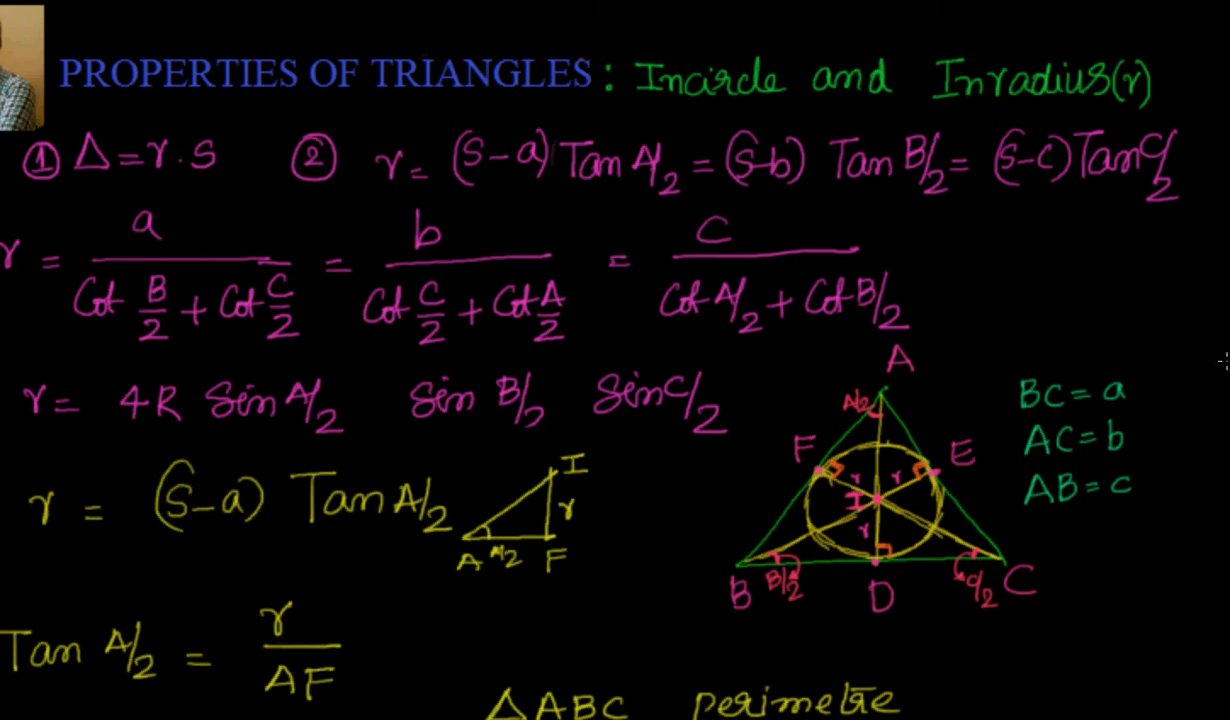 PROPERTIES OF TRIANGLES : Incircle and Inradius(r)
① Δ = r . S ② r = (S-a) Tan A/2 = (S-b) Tan B/2 = (S-c) Tan C/2
r = a / (Cot B/2 + Cot C/2) = b / (Cot C/2 + Cot A/2) = c / (Cot A/2 + Cot B/2)
r = 4R Sin A/2 Sin B/2 Sin C/2
r = (S-a) Tan A/2
I
r
A A/2 F
Tan A/2 = r / AF
ΔABC perimetre
A
A/2
F E
r r
I
r
B B/2 D C/2 C
BC = a
AC = b
AB = c